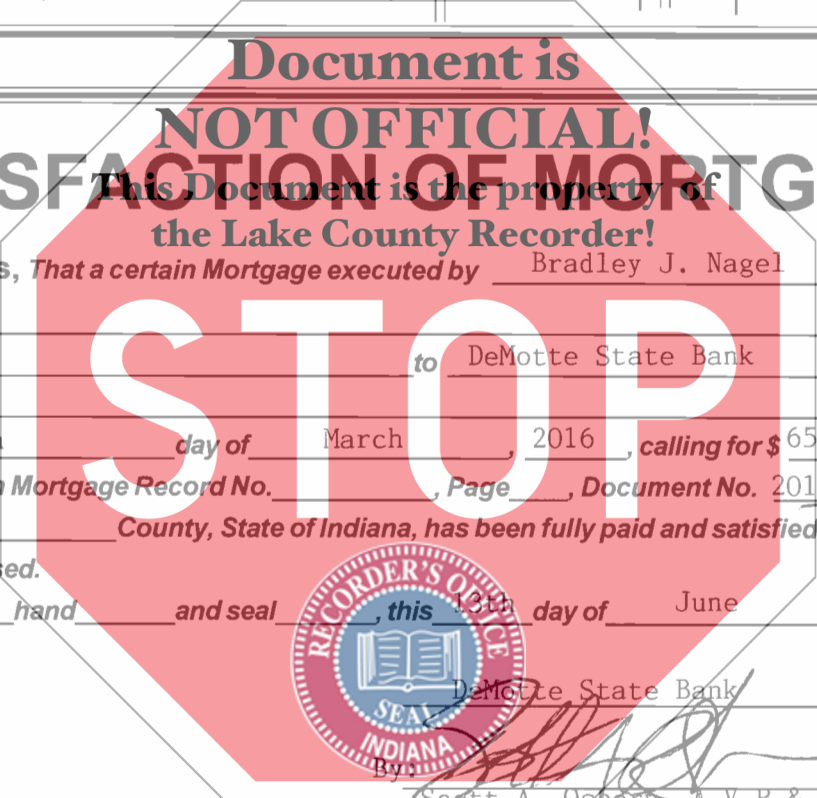 Document is
NOT OFFICIAL!
SFACTION OF MORTG
This Document is the property of
the Lake County Recorder!
s, That a certain Mortgage executed by Bradley J. Nagel
STOP
to DeMotte State Bank
day of March, 2016, calling for $ 65
n Mortgage Record No. , Page , Document No. 201
County, State of Indiana, has been fully paid and satisfied
sed.
hand and seal , this 13th day of June
RECORDER'S OFFICE
SEAL
INDIANA
DeMotte State Bank
By:
Scott A.